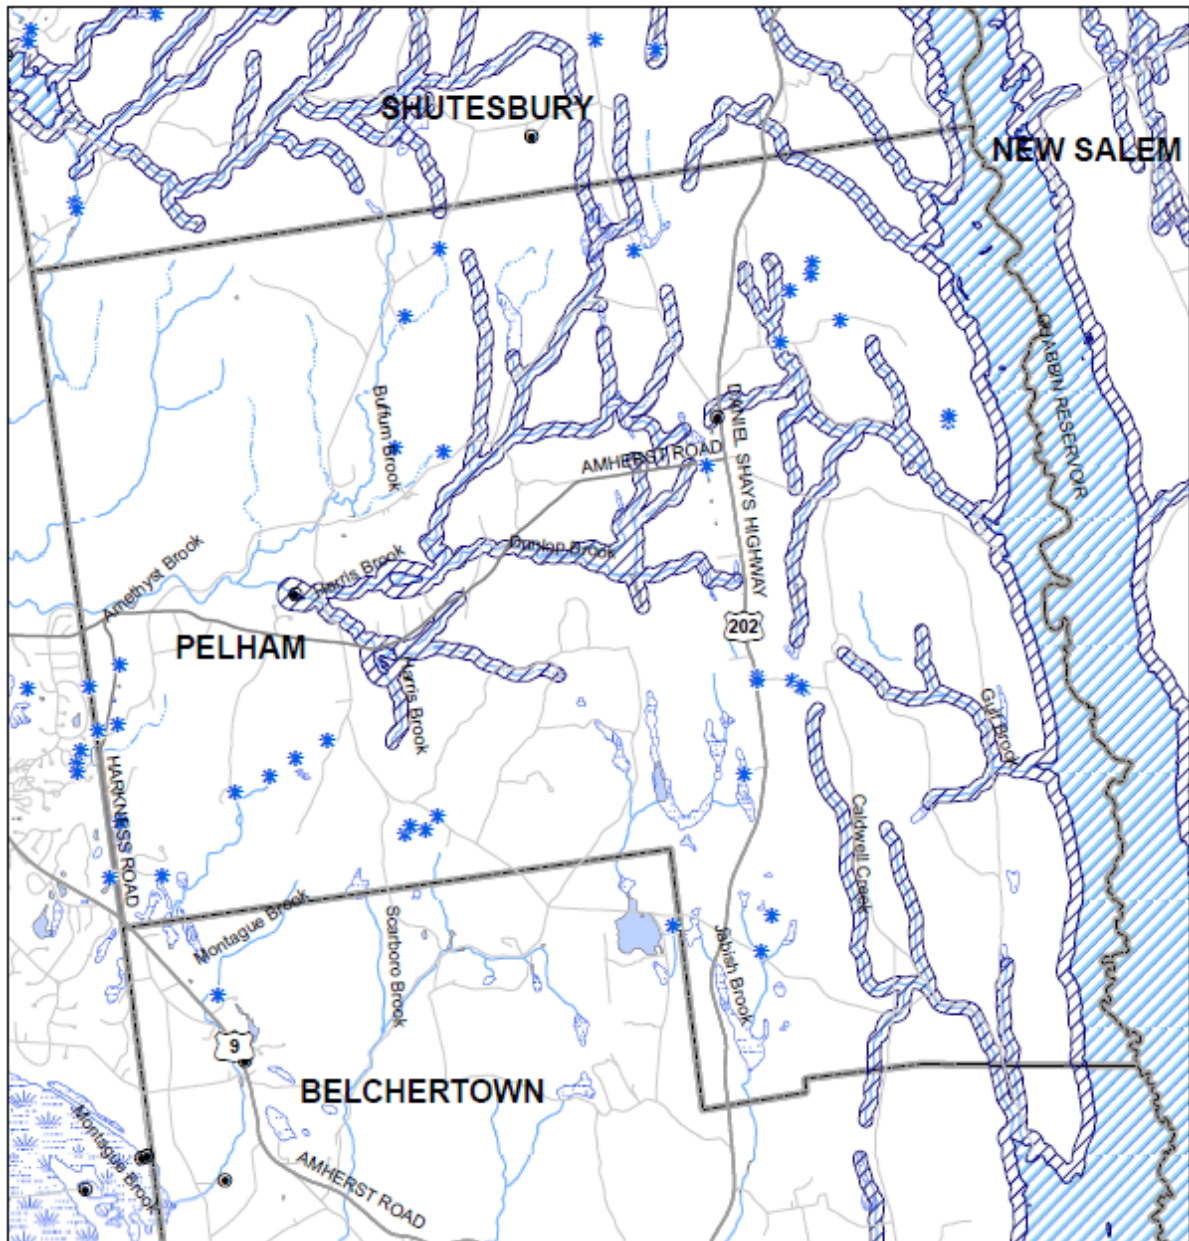 SHUTESBURY
NEW SALEM
QUABBIN RESERVOIR
Buffum Brook
DANIEL SHAYS HIGHWAY
AMHERST ROAD
Dunlop Brook
Amethyst Brook
Harris Brook
202
PELHAM
Harris Brook
Gulf Brook
HARKNESS ROAD
Caldwell Creek
Montague Brook
Scarboro Brook
Jabish Brook
9
BELCHERTOWN
Montague Brook
AMHERST ROAD